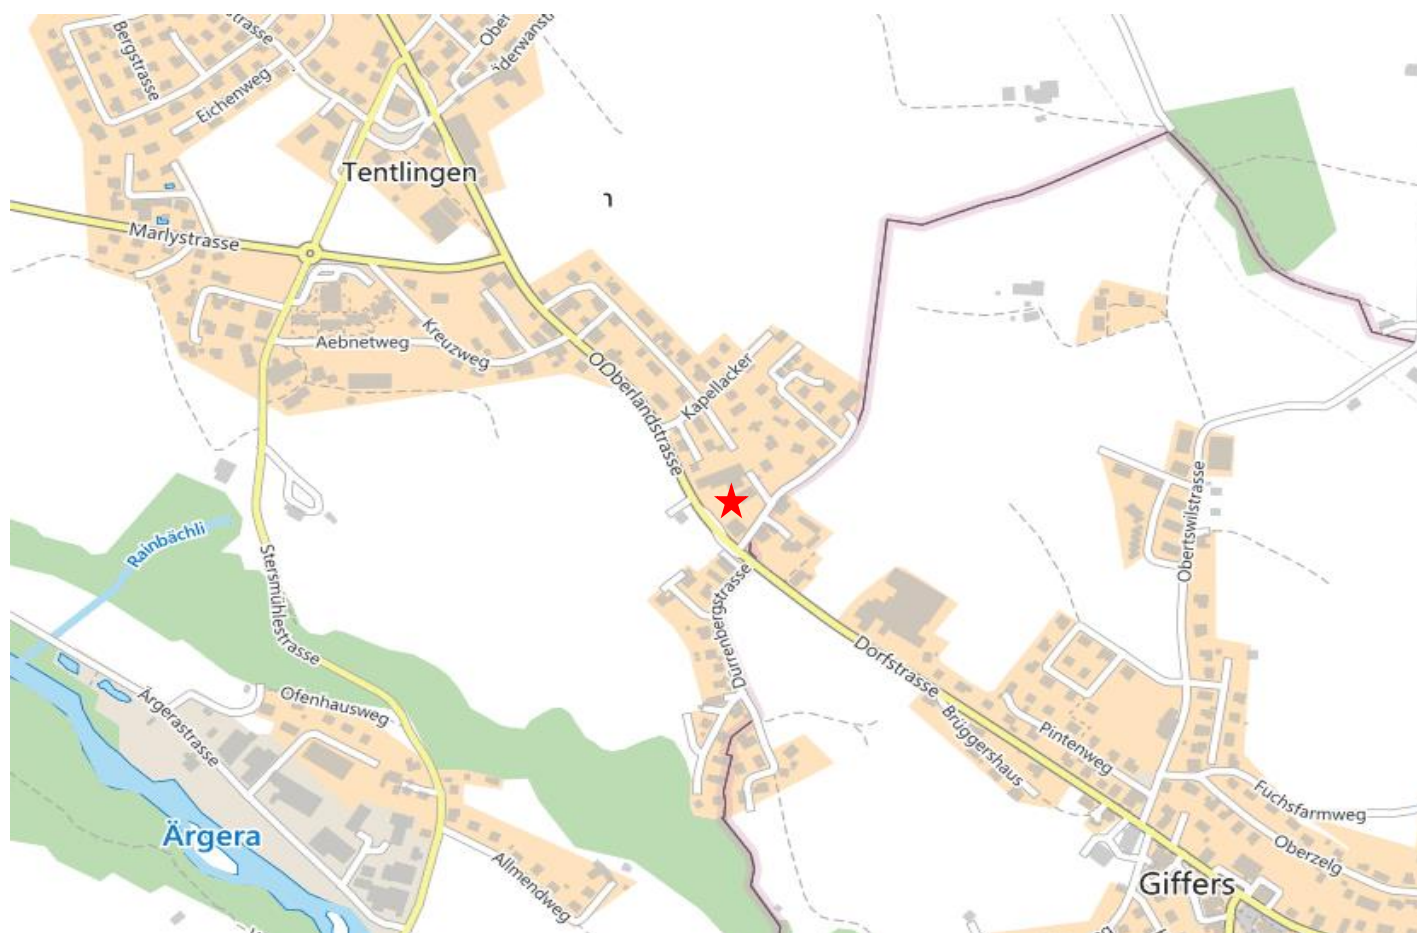 Bergstrasse
Eichenweg
Tentlingen
Marlystrasse
Aebnetweg
Kreuzweg
Oberlandstrasse
Kapellacker
Rainbächli
Stersmühlestrasse
Dürrenbergstrasse
Obertswilstrasse
Dorfstrasse
Ofenhausweg
Ärgerastrasse
Brüggershaus
Pintenweg
Fuchsfarmweg
Oberzelg
Ärgera
Allmendweg
Giffers